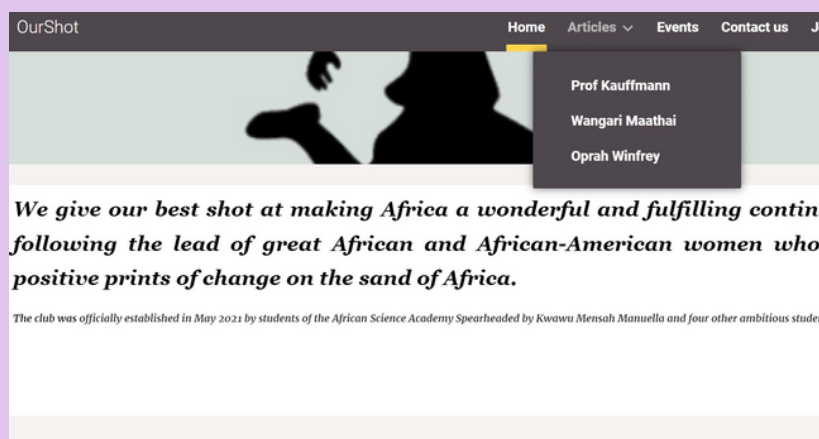 OurShot
Home Articles Events Contact us
Prof Kauffmann
Wangari Maathai
Oprah Winfrey
We give our best shot at making Africa a wonderful and fulfilling contin
following the lead of great African and African-American women who
positive prints of change on the sand of Africa.
The club was officially established in May 2021 by students of the African Science Academy Spearheaded by Kwawu Mensah Manuella and four other ambitious stude